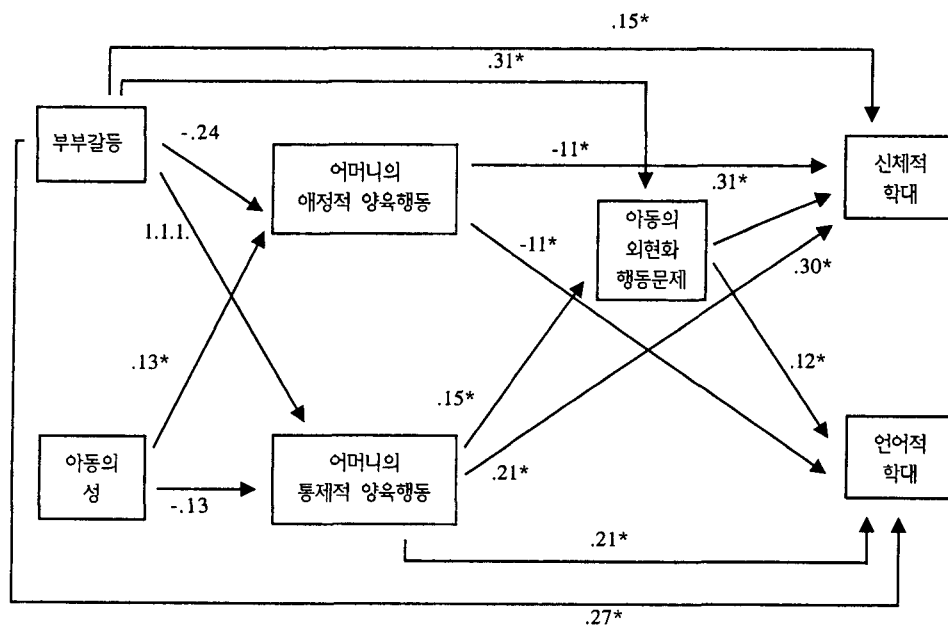 .15*
.31*
부부갈등
-.24
어머니의
애정적 양육행동
-11*
.31*
신체적
학대
1.1.1.
아동의
외현화
행동문제
-11*
.30*
.13*
.15*
.12*
아동의
성
-.13
어머니의
통제적 양육행동
.21*
언어적
학대
.21*
.27*